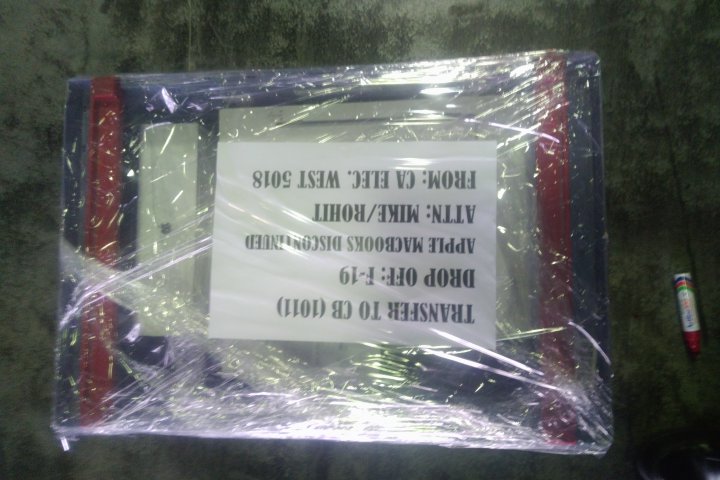 TRANSFER TO CB (1011)
DROP OFF: F-19
APPLE MACBOOKS DISCONTINUED
ATTN: MIKE/ROHIT
FROM: CA ELEC. WEST 5018